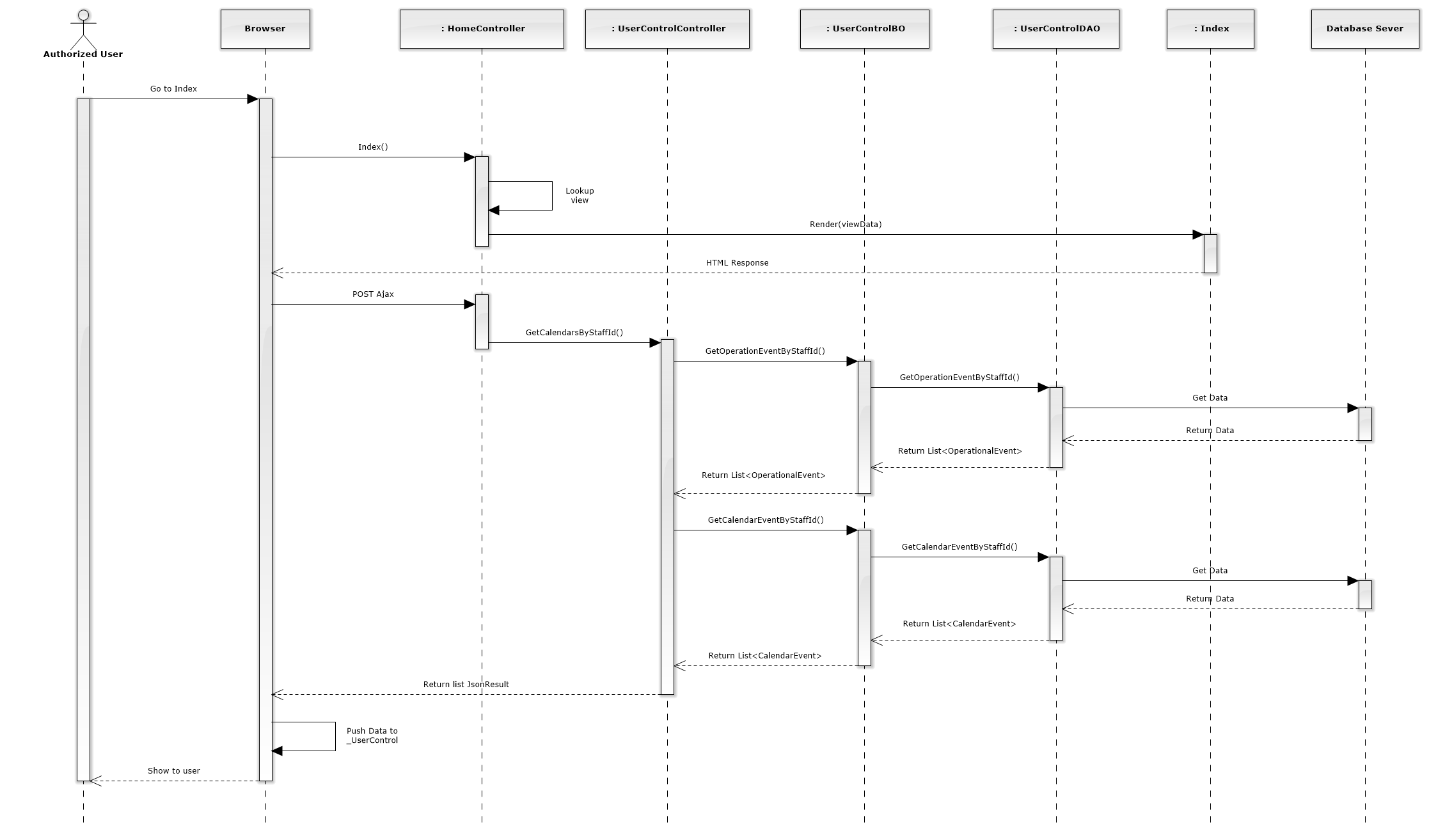 Authorized User
Browser
: HomeController
: UserControlController
: UserControlBO
: UserControlDAO
: Index
Database Sever
Go to Index
Index()
Lookup
view
Render(viewData)
HTML Response
POST Ajax
GetCalendarsByStaffId()
GetOperationEventByStaffId()
GetOperationEventByStaffId()
Get Data
Return Data
Return List<OperationalEvent>
Return List<OperationalEvent>
GetCalendarEventByStaffId()
GetCalendarEventByStaffId()
Get Data
Return Data
Return List<CalendarEvent>
Return List<CalendarEvent>
Return list JsonResult
Push Data to
_UserControl
Show to user